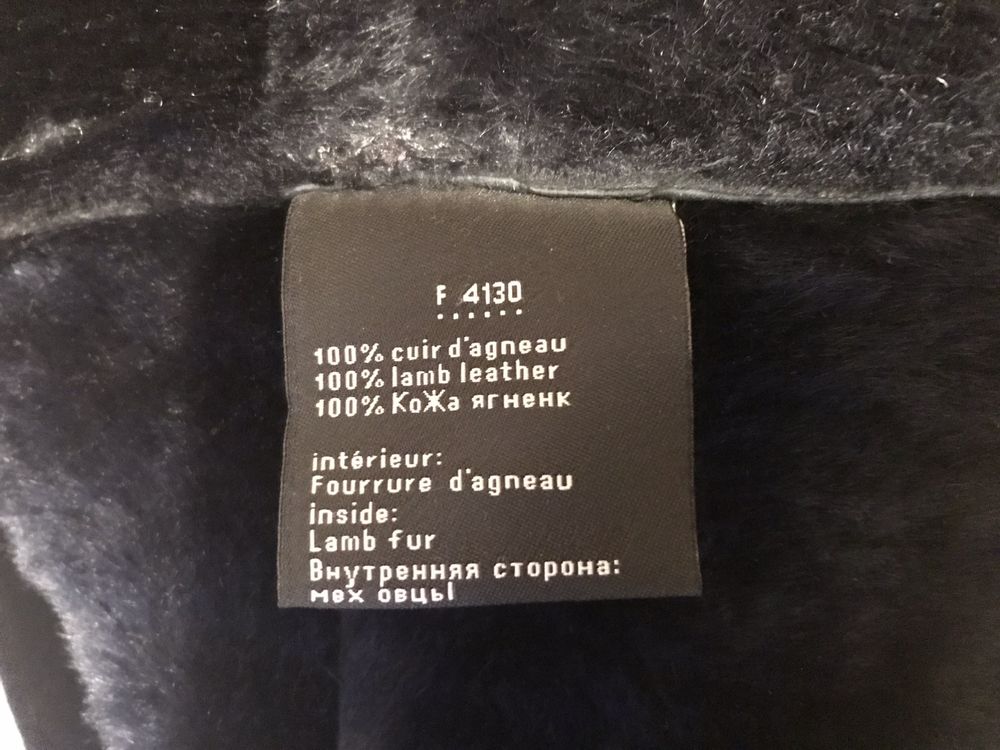 F 4130
100% cuir d'agneau
100% lamb leather
100% КоЖа ягненк
intérieur:
Fourrure d'agneau
inside:
Lamb fur
Внутренняя сторона:
мех овцы